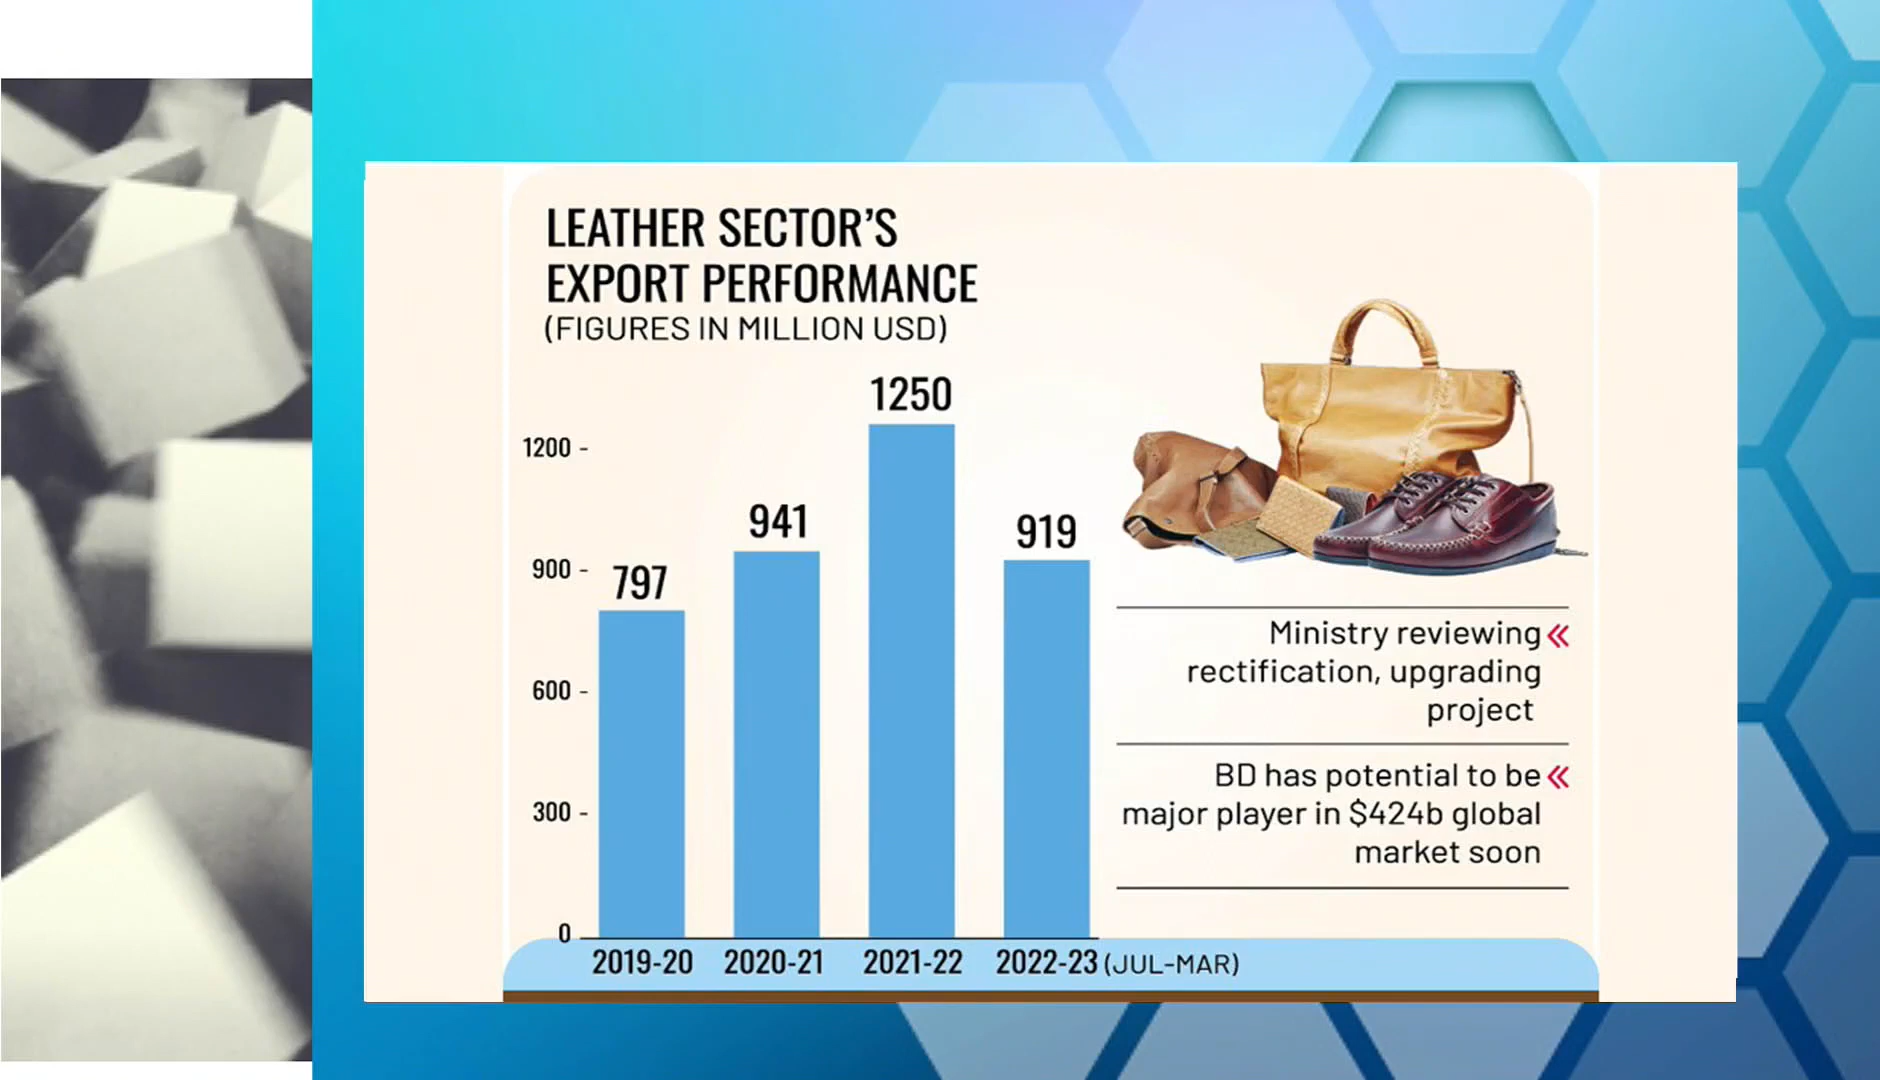 LEATHER SECTOR'S
EXPORT PERFORMANCE
(FIGURES IN MILLION USD)
1250
1200 -
941
919
900 -
797
600 -
300 -
0
2019-20 2020-21 2021-22 2022-23 (JUL-MAR)
Ministry reviewing «
rectification, upgrading
project
BD has potential to be «
major player in $424b global
market soon